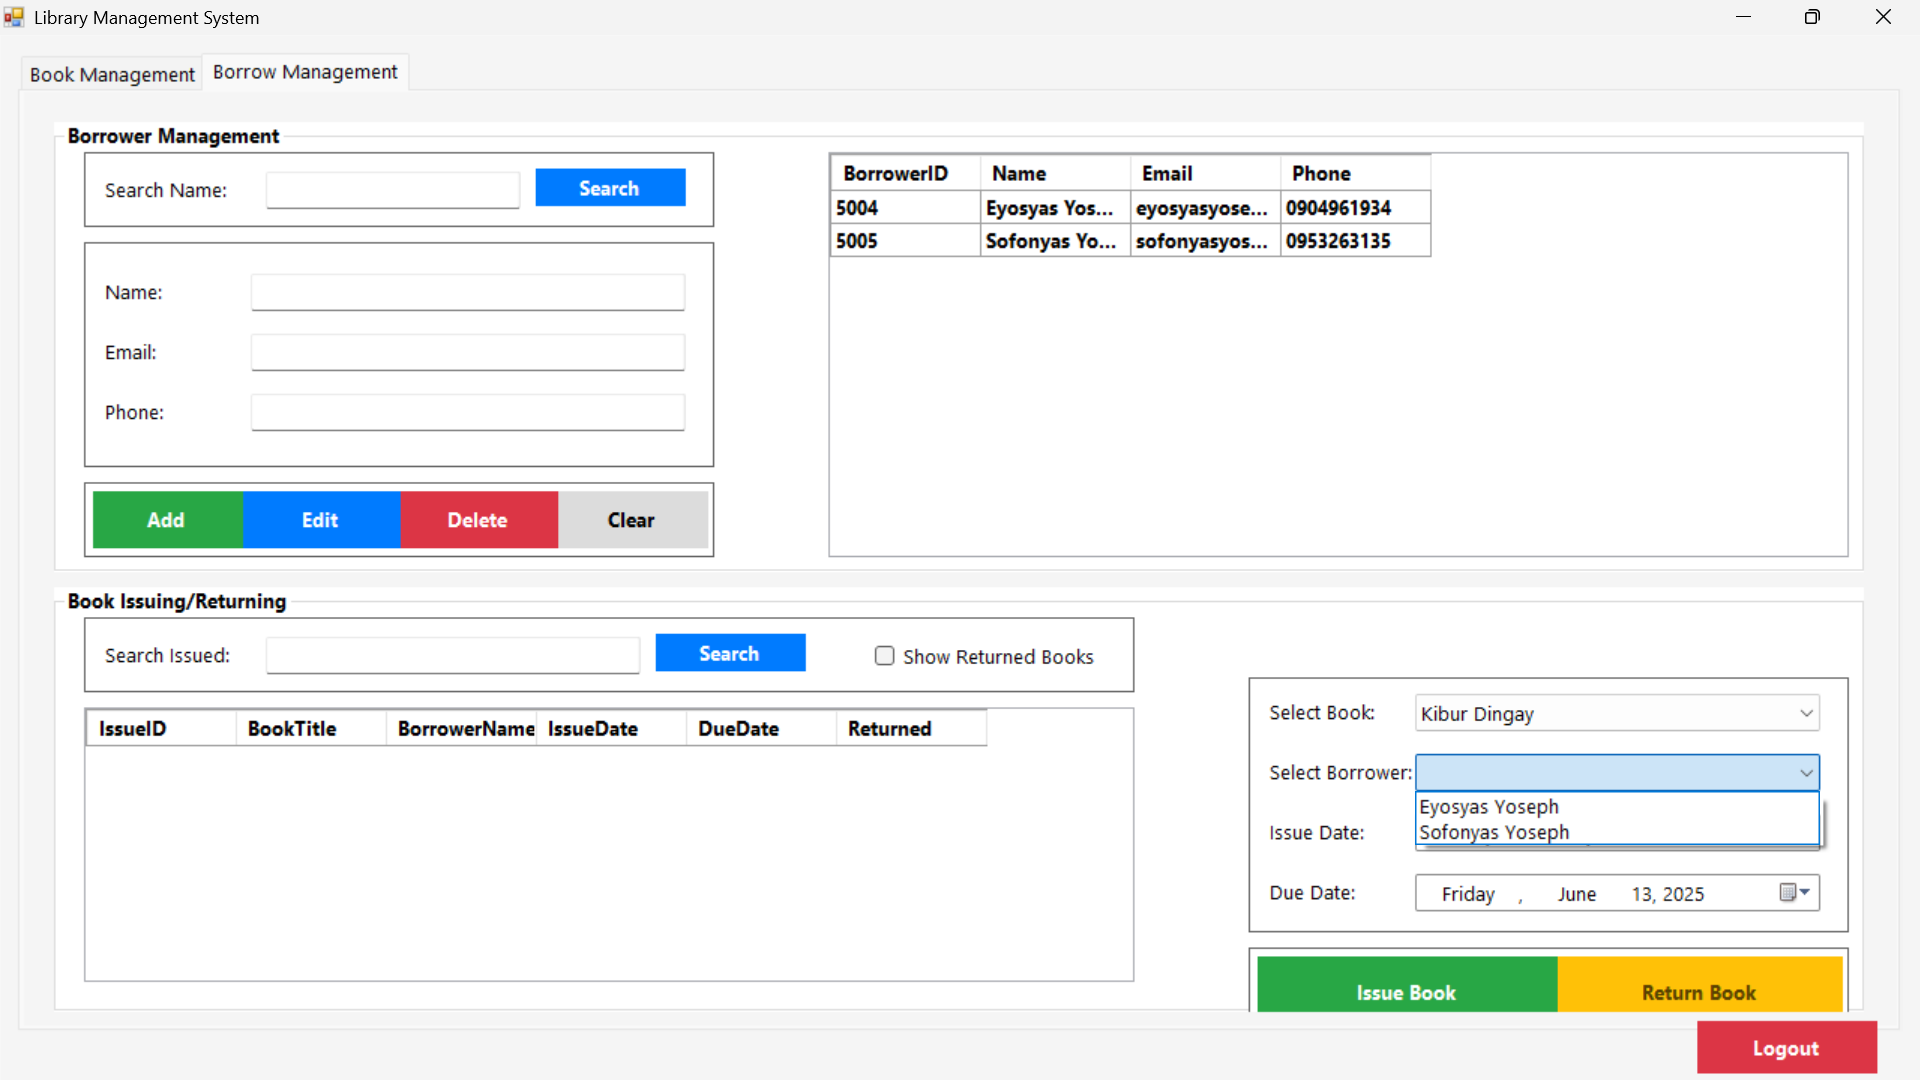 Library Management System
Book Management
Borrow Management
Borrower Management
Search Name:
Search
Name:
Email:
Phone:
Add
Edit
Delete
Clear
BorrowerID Name Email Phone
5004 Eyosyas Yos... eyosyasyose... 0904961934
5005 Sofonyas Yo... sofonyasyos... 0953263135
Book Issuing/Returning
Search Issued:
Search
Show Returned Books
IssueID BookTitle BorrowerName IssueDate DueDate Returned
Select Book: Kibur Dingay
Select Borrower:
Eyosyas Yoseph
Sofonyas Yoseph
Issue Date:
Due Date: Friday , June 13, 2025
Issue Book
Return Book
Logout